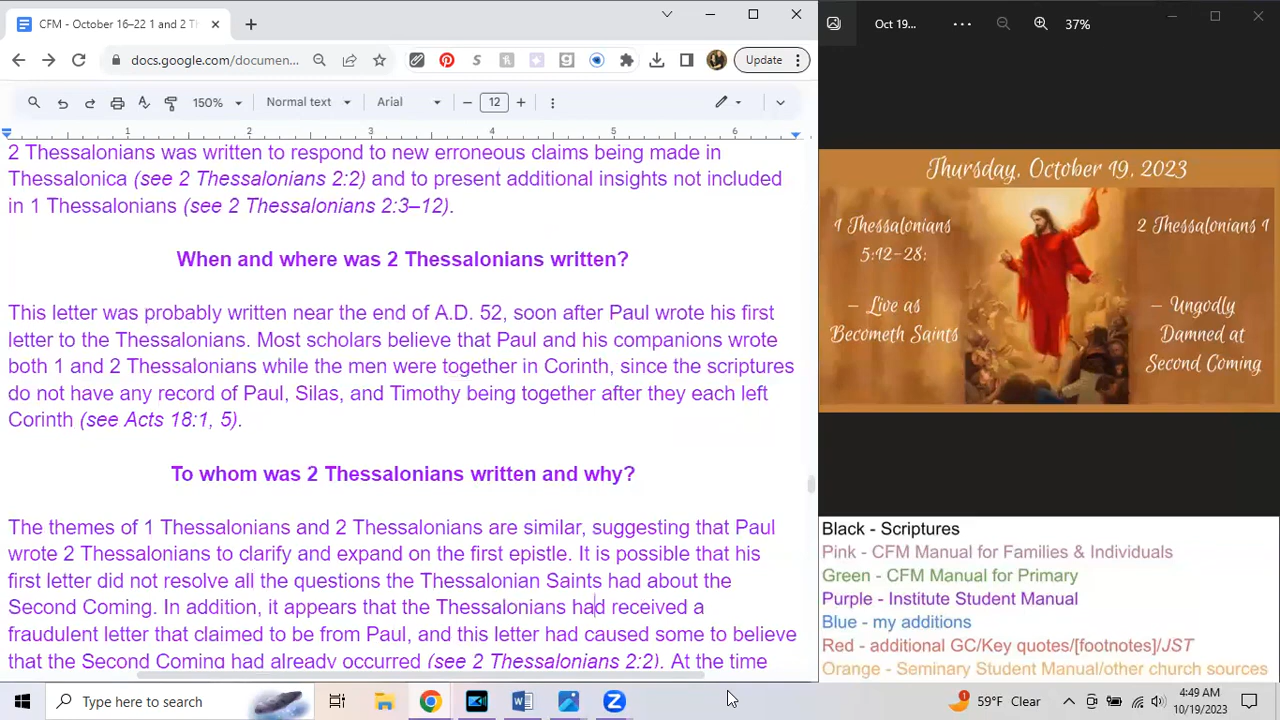 CFM - October 16–22 1 and 2 Th
docs.google.com/documen...
Update
150%
Normal text
Arial
12
1 2 3 4 5 6
2 Thessalonians was written to respond to new erroneous claims being made in
Thessalonica (see 2 Thessalonians 2:2) and to present additional insights not included
in 1 Thessalonians (see 2 Thessalonians 2:3–12).
When and where was 2 Thessalonians written?
This letter was probably written near the end of A.D. 52, soon after Paul wrote his first
letter to the Thessalonians. Most scholars believe that Paul and his companions wrote
both 1 and 2 Thessalonians while the men were together in Corinth, since the scriptures
do not have any record of Paul, Silas, and Timothy being together after they each left
Corinth (see Acts 18:1, 5).
To whom was 2 Thessalonians written and why?
The themes of 1 Thessalonians and 2 Thessalonians are similar, suggesting that Paul
wrote 2 Thessalonians to clarify and expand on the first epistle. It is possible that his
first letter did not resolve all the questions the Thessalonian Saints had about the
Second Coming. In addition, it appears that the Thessalonians had received a
fraudulent letter that claimed to be from Paul, and this letter had caused some to believe
that the Second Coming had already occurred (see 2 Thessalonians 2:2). At the time
Oct 19...
37%
Thursday, October 19, 2023
1 Thessalonians
5:12-28:
- Live as
Becometh Saints
2 Thessalonians 1
- Ungodly
Damned at
Second Coming
Black - Scriptures
Pink - CFM Manual for Families & Individuals
Green - CFM Manual for Primary
Purple - Institute Student Manual
Blue - my additions
Red - additional GC/Key quotes/[footnotes]/JST
Orange - Seminary Student Manual/other church sources
Type here to search
59°F Clear
4:49 AM
10/19/2023